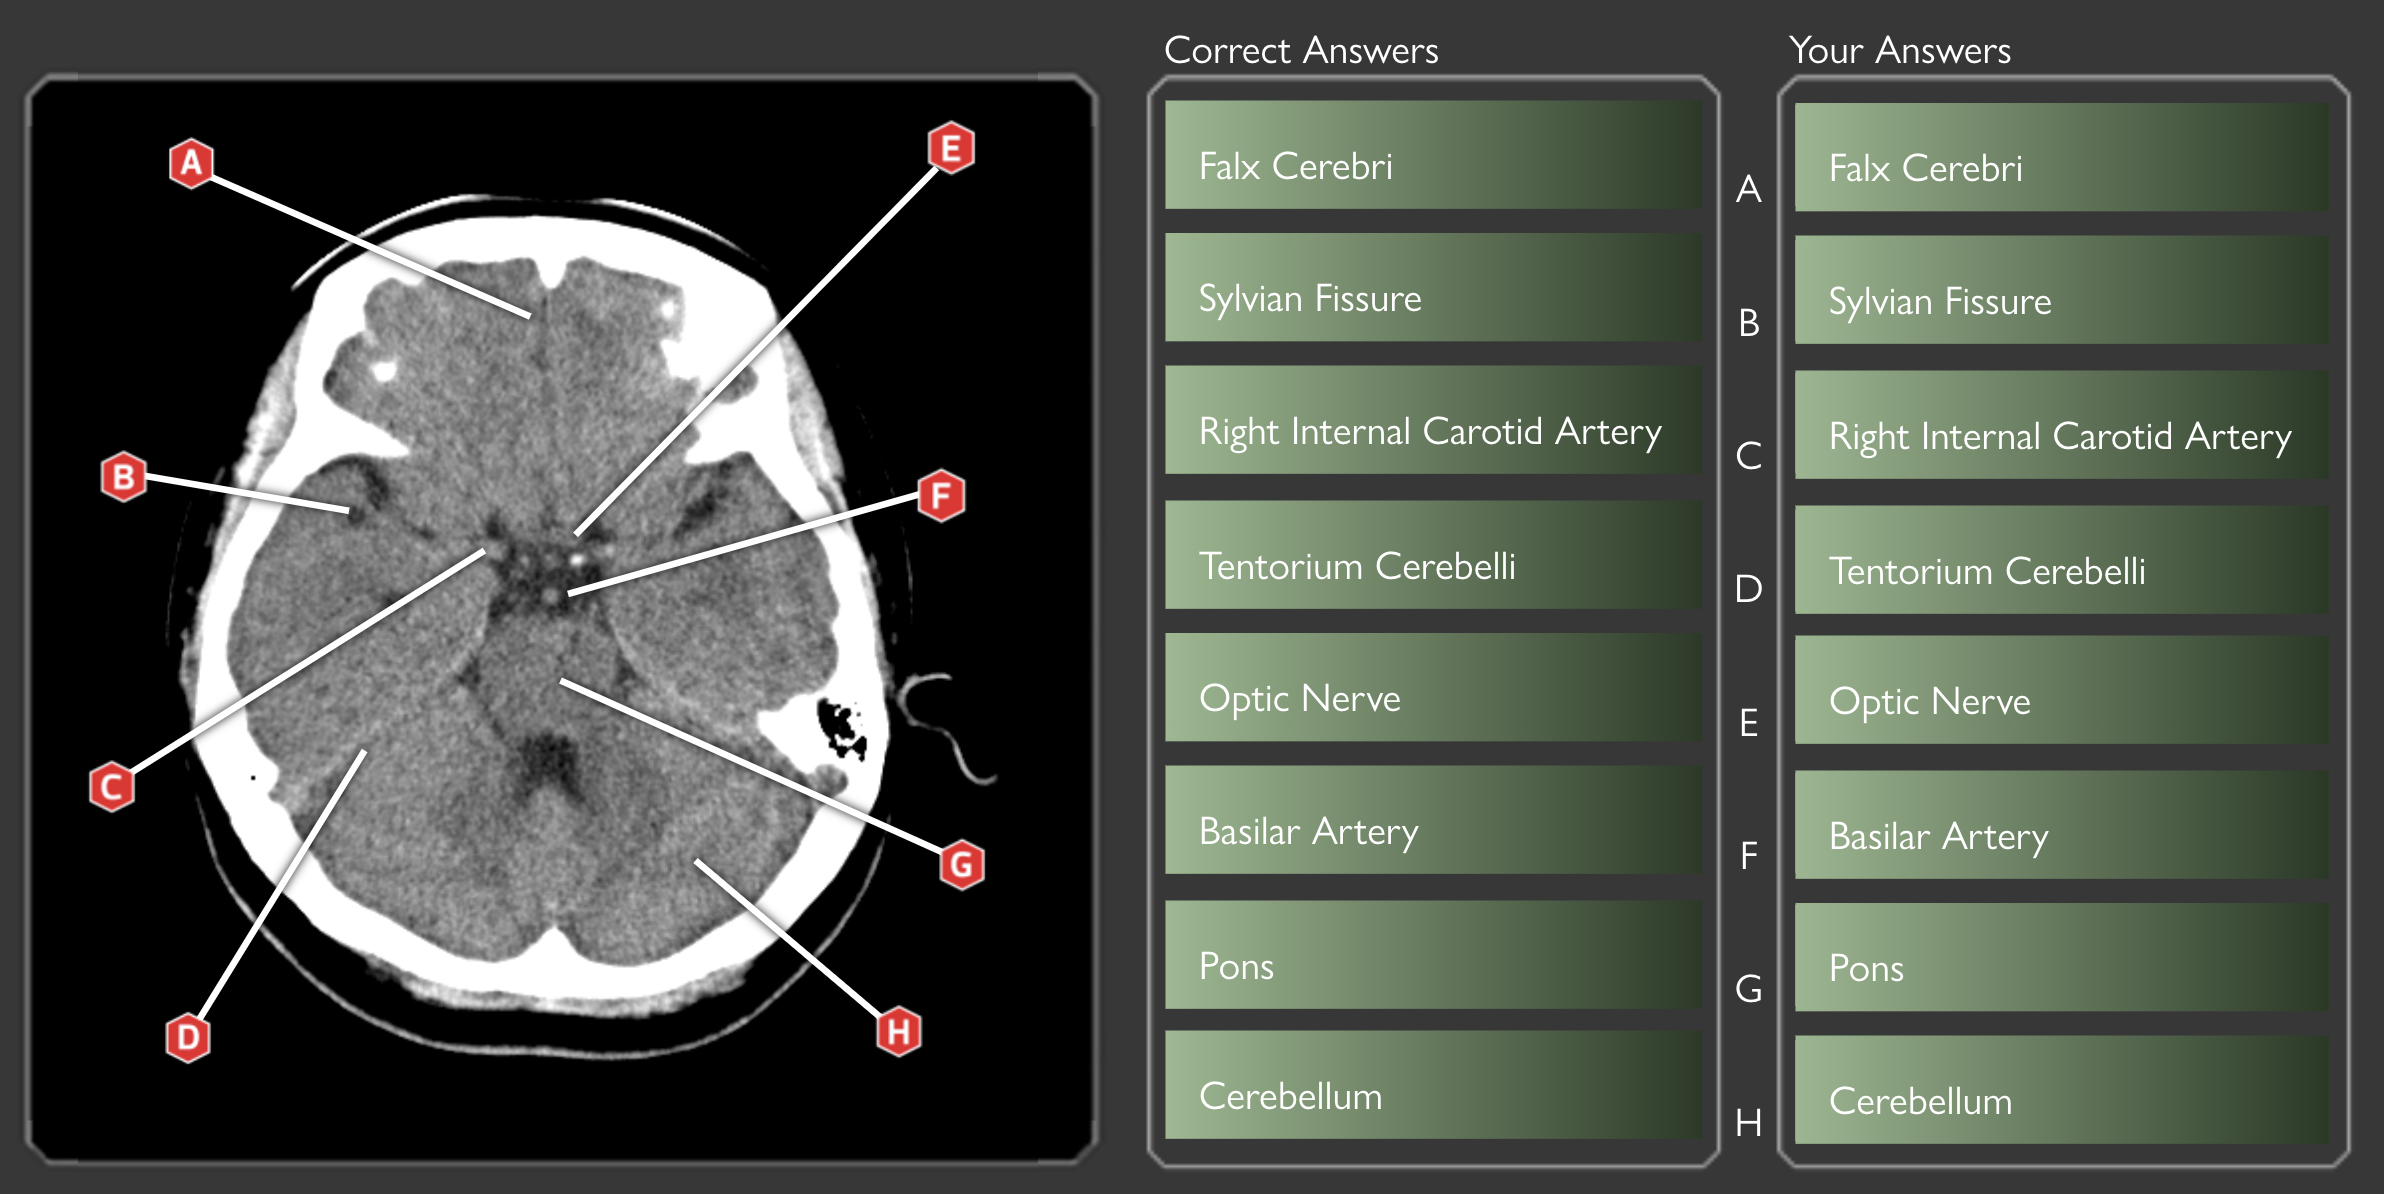 Correct Answers
Your Answers
A
E
B
F
C
G
D
H
Falx Cerebri
Sylvian Fissure
Right Internal Carotid Artery
Tentorium Cerebelli
Optic Nerve
Basilar Artery
Pons
Cerebellum
A
B
C
D
E
F
G
H
Falx Cerebri
Sylvian Fissure
Right Internal Carotid Artery
Tentorium Cerebelli
Optic Nerve
Basilar Artery
Pons
Cerebellum